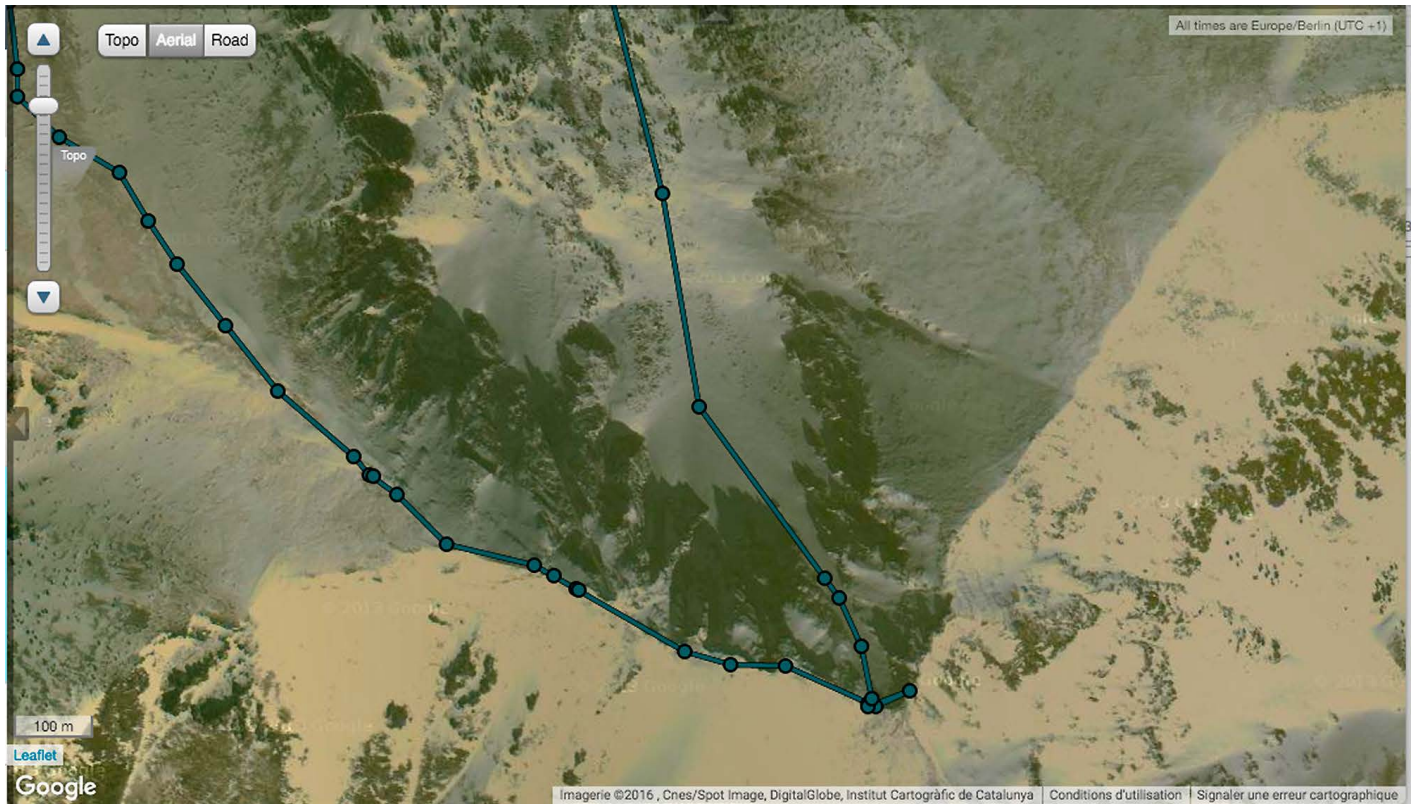 Topo Aerial Road
All times are Europe/Berlin (UTC +1)
Topo
100 m
Leaflet
Google
Imagerie ©2016 , Cnes/Spot Image, DigitalGlobe, Institut Cartogràfic de Catalunya Conditions d'utilisation Signaler une erreur cartographique